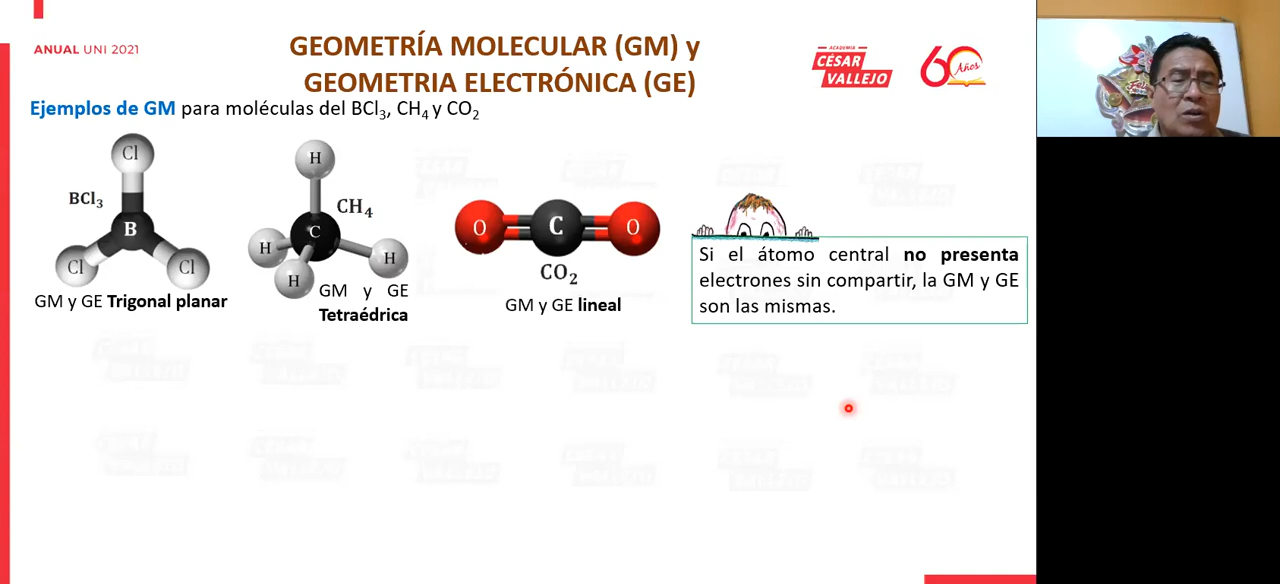 ANUAL UNI 2021
GEOMETRÍA MOLECULAR (GM) y
GEOMETRIA ELECTRÓNICA (GE)
ACADEMIA
CÉSAR
VALLEJO
60 Años
Ejemplos de GM para moléculas del BCl₃, CH₄ y CO₂
Cl
BCl₃
B
Cl
Cl
GM y GE Trigonal planar
H
CH₄
C
H
H
H
GM y GE
Tetraédrica
O
C
O
CO₂
GM y GE lineal
Si el átomo central no presenta
electrones sin compartir, la GM y GE
son las mismas.